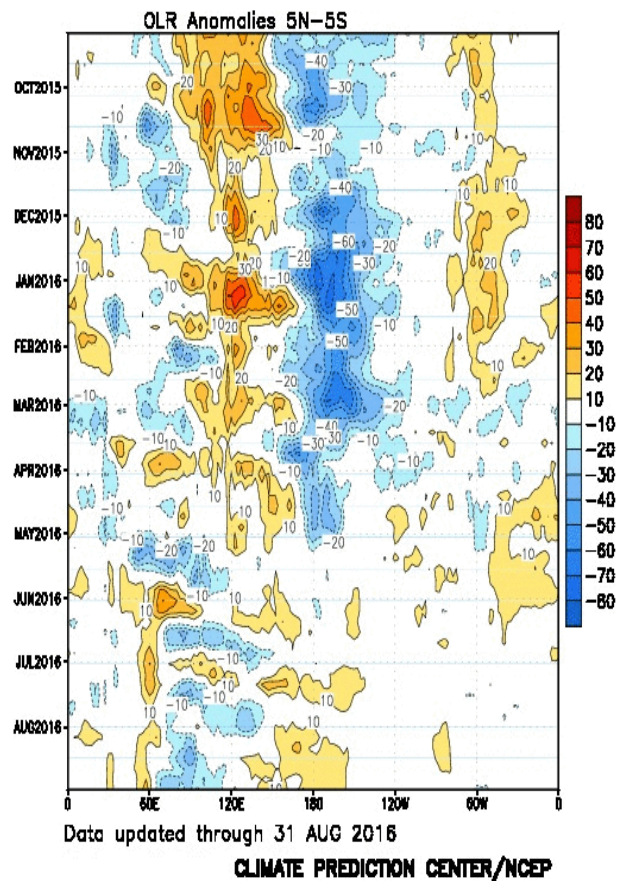 OLR Anomalies 5N-5S
OCT2015
NOV2015
DEC2015
JAN2016
FEB2016
MAR2016
APR2016
MAY2016
JUN2016
JUL2016
AUG2016
0 60E 120E 180 120W 60W 0
80
70
60
50
40
30
20
10
-10
-20
-30
-40
-50
-60
-70
-80
Data updated through 31 AUG 2016
CLIMATE PREDICTION CENTER/NCEP